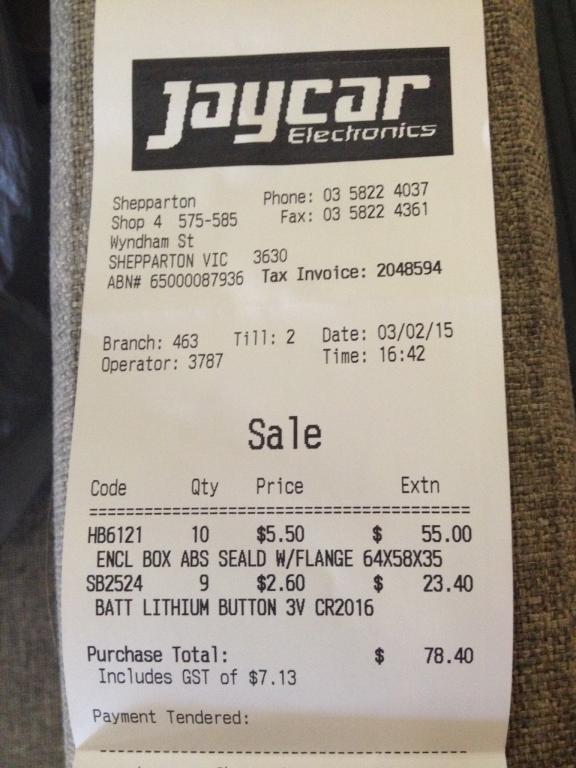 Jaycar
Electronics
Shepparton Phone: 03 5822 4037
Shop 4 575-585 Fax: 03 5822 4361
Wyndham St
SHEPPARTON VIC 3630
ABN# 65000087936 Tax Invoice: 2048594
Branch: 463 Till: 2 Date: 03/02/15
Operator: 3787 Time: 16:42
Sale
Code Qty Price Extn
HB6121 10 $5.50 $ 55.00
ENCL BOX ABS SEALD W/FLANGE 64X58X35
SB2524 9 $2.60 $ 23.40
BATT LITHIUM BUTTON 3V CR2016
Purchase Total: $ 78.40
Includes GST of $7.13
Payment Tendered: